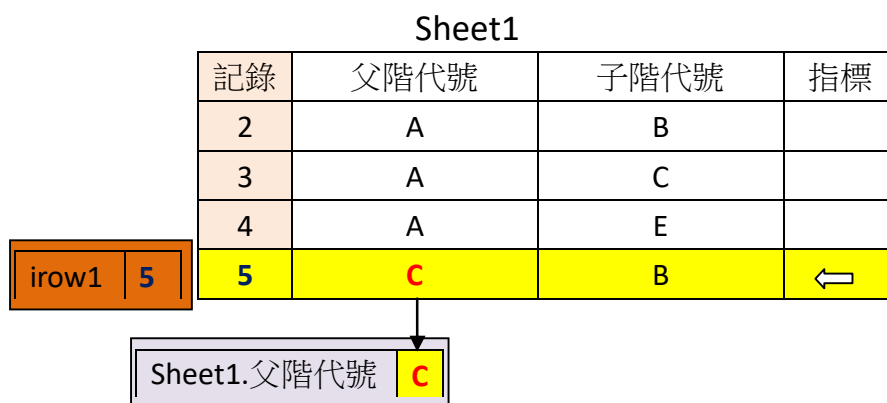 Sheet1
記錄 父階代號 子階代號 指標
2 A B
3 A C
4 A E
irow1 5 5 C B ⇦
Sheet1.父階代號 C